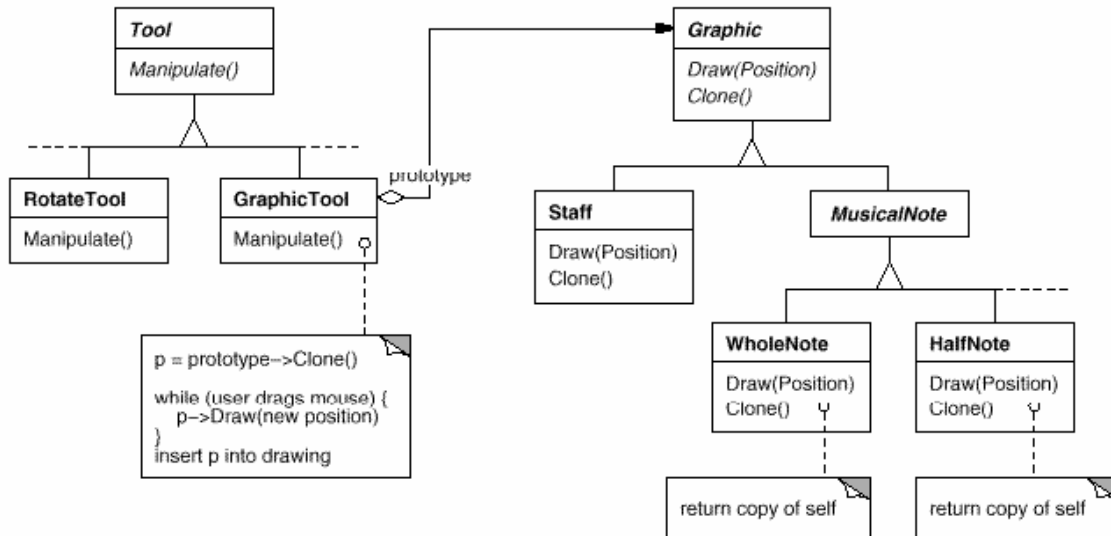 Tool
Manipulate()
Graphic
Draw(Position)
Clone()
prototype
RotateTool
Manipulate()
GraphicTool
Manipulate()
Staff
Draw(Position)
Clone()
MusicalNote
p = prototype–>Clone()
while (user drags mouse) {
p–>Draw(new position)
}
insert p into drawing
WholeNote
Draw(Position)
Clone()
HalfNote
Draw(Position)
Clone()
return copy of self
return copy of self